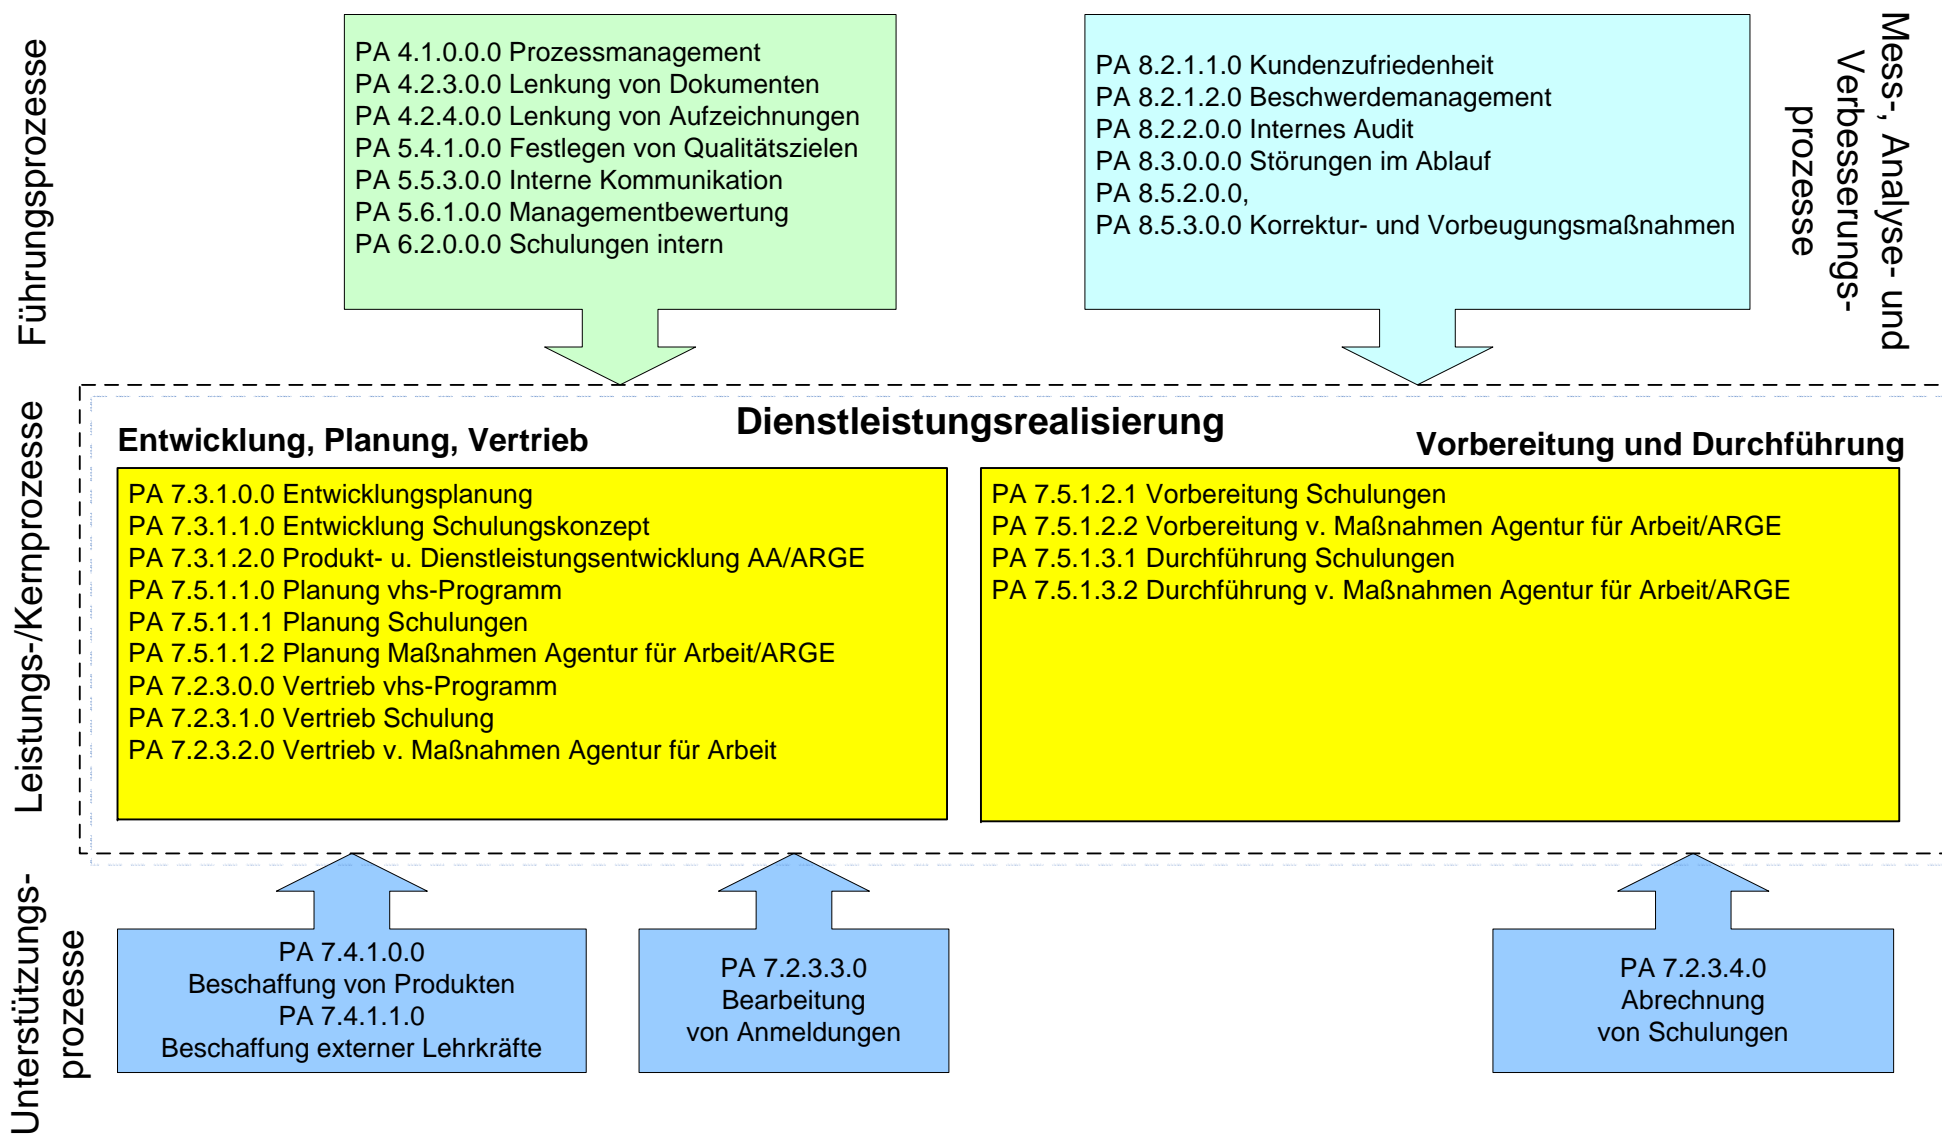 Führungsprozesse
PA 4.1.0.0.0 Prozessmanagement
PA 4.2.3.0.0 Lenkung von Dokumenten
PA 4.2.4.0.0 Lenkung von Aufzeichnungen
PA 5.4.1.0.0 Festlegen von Qualitätszielen
PA 5.5.3.0.0 Interne Kommunikation
PA 5.6.1.0.0 Managementbewertung
PA 6.2.0.0.0 Schulungen intern
PA 8.2.1.1.0 Kundenzufriedenheit
PA 8.2.1.2.0 Beschwerdemanagement
PA 8.2.2.0.0 Internes Audit
PA 8.3.0.0.0 Störungen im Ablauf
PA 8.5.2.0.0,
PA 8.5.3.0.0 Korrektur- und Vorbeugungsmaßnahmen
Mess-, Analyse- und
Verbesserungs-
prozesse
Leistungs-/Kernprozesse
Dienstleistungsrealisierung
Entwicklung, Planung, Vertrieb
PA 7.3.1.0.0 Entwicklungsplanung
PA 7.3.1.1.0 Entwicklung Schulungskonzept
PA 7.3.1.2.0 Produkt- u. Dienstleistungsentwicklung AA/ARGE
PA 7.5.1.1.0 Planung vhs-Programm
PA 7.5.1.1.1 Planung Schulungen
PA 7.5.1.1.2 Planung Maßnahmen Agentur für Arbeit/ARGE
PA 7.2.3.0.0 Vertrieb vhs-Programm
PA 7.2.3.1.0 Vertrieb Schulung
PA 7.2.3.2.0 Vertrieb v. Maßnahmen Agentur für Arbeit
Vorbereitung und Durchführung
PA 7.5.1.2.1 Vorbereitung Schulungen
PA 7.5.1.2.2 Vorbereitung v. Maßnahmen Agentur für Arbeit/ARGE
PA 7.5.1.3.1 Durchführung Schulungen
PA 7.5.1.3.2 Durchführung v. Maßnahmen Agentur für Arbeit/ARGE
Unterstützungs-
prozesse
PA 7.4.1.0.0
Beschaffung von Produkten
PA 7.4.1.1.0
Beschaffung externer Lehrkräfte
PA 7.2.3.3.0
Bearbeitung
von Anmeldungen
PA 7.2.3.4.0
Abrechnung
von Schulungen